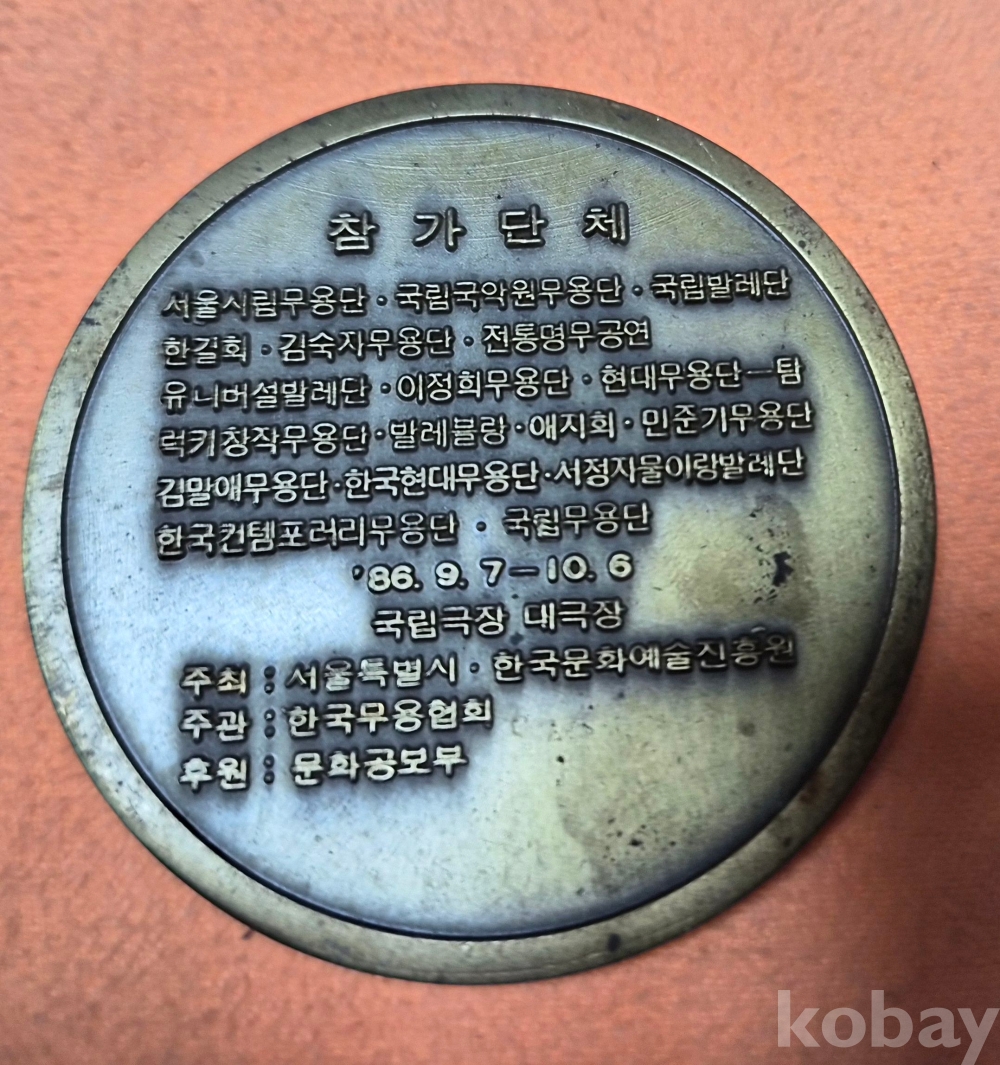 참가단체
서울시림무용단·국립국악원무용단·국립발레단
한길회·김숙자무용단·전통명무공연
유니버설발레단·이정희무용단·현대무용단—탐
럭키창작무용단·발레블랑·애지회·민준기무용단
김말애무용단·한국현대무용단·서정자물이랑발레단
한국컨템포러리무용단·국립무용단
'86. 9. 7-10. 6
국립극장 대극장
주최 : 서울특별시·한국문화예술진흥원
주관 : 한국무용협회
후원 : 문화공보부
kobay